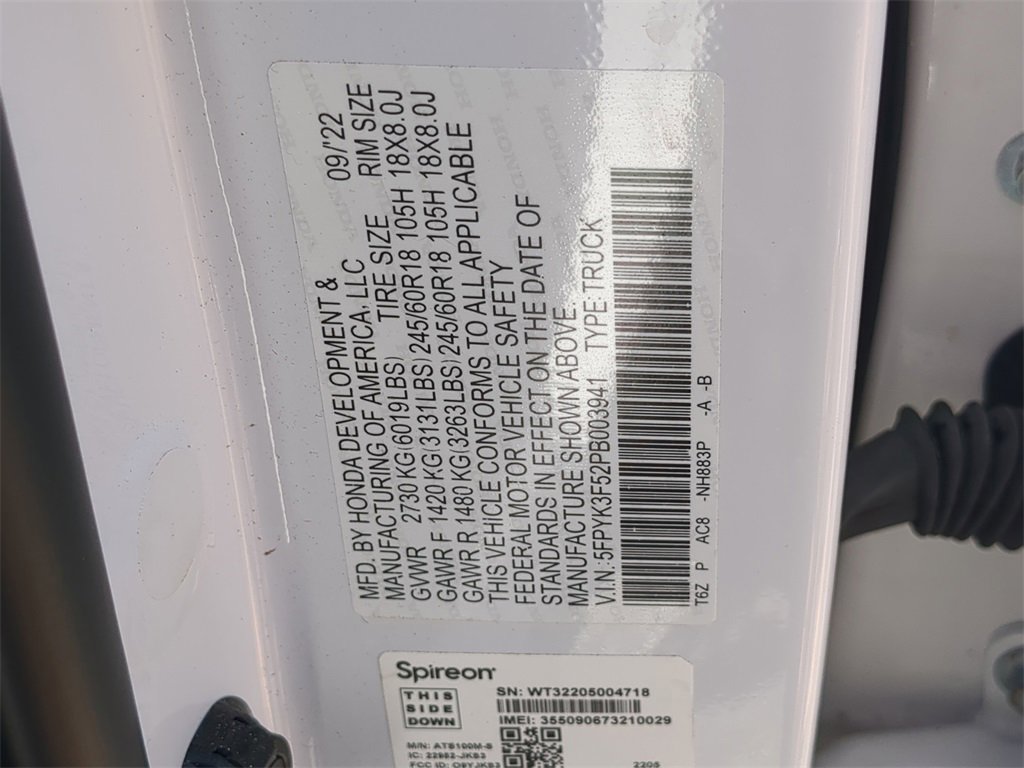 MFD. BY HONDA DEVELOPMENT &
MANUFACTURING OF AMERICA. LLC 09/'22
GVWR 2730 KG(6019LBS) TIRE SIZE RIM SIZE
GAWR F 1420 KG(3131LBS) 245/60R18 105H 18X8.0J
GAWR R 1480 KG(3263LBS) 245/60R18 105H 18X8.0J
THIS VEHICLE CONFORMS TO ALL APPLICABLE
FEDERAL MOTOR VEHICLE SAFETY
STANDARDS IN EFFECT ON THE DATE OF
MANUFACTURE SHOWN ABOVE.
V.I.N: 5FPYK3F52PB003941 TYPE: TRUCK
T6Z P AC8 -NH883P -A -B
Spireon
THIS
SIDE
DOWN
SN: WT32205004718
IMEI: 355090673210029
M/N: ATS100M-S
2205